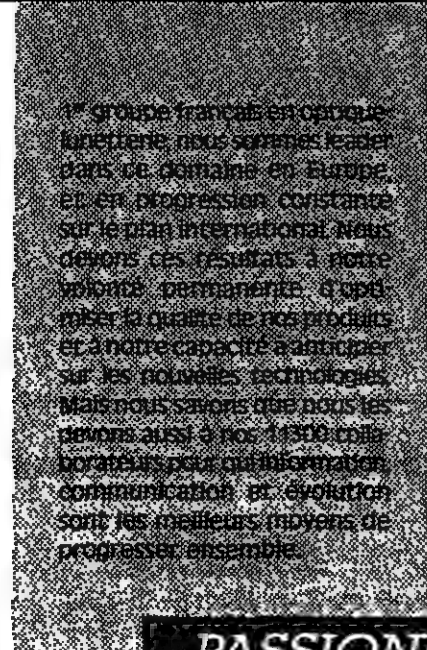 1er groupe français en optique-
lunetterie, nous sommes leader
dans ce domaine en Europe,
et en progression constante
sur le plan international. Nous
devons ces résultats à notre
volonté permanente d'opti-
miser la qualité de nos produits
et à notre capacité à anticiper
sur les nouvelles technologies.
Mais nous savons que nous les
devons aussi à nos 11300 colla-
borateurs pour qui information,
communication et évolution
sont les meilleurs moyens de
progresser ensemble.
PASSION